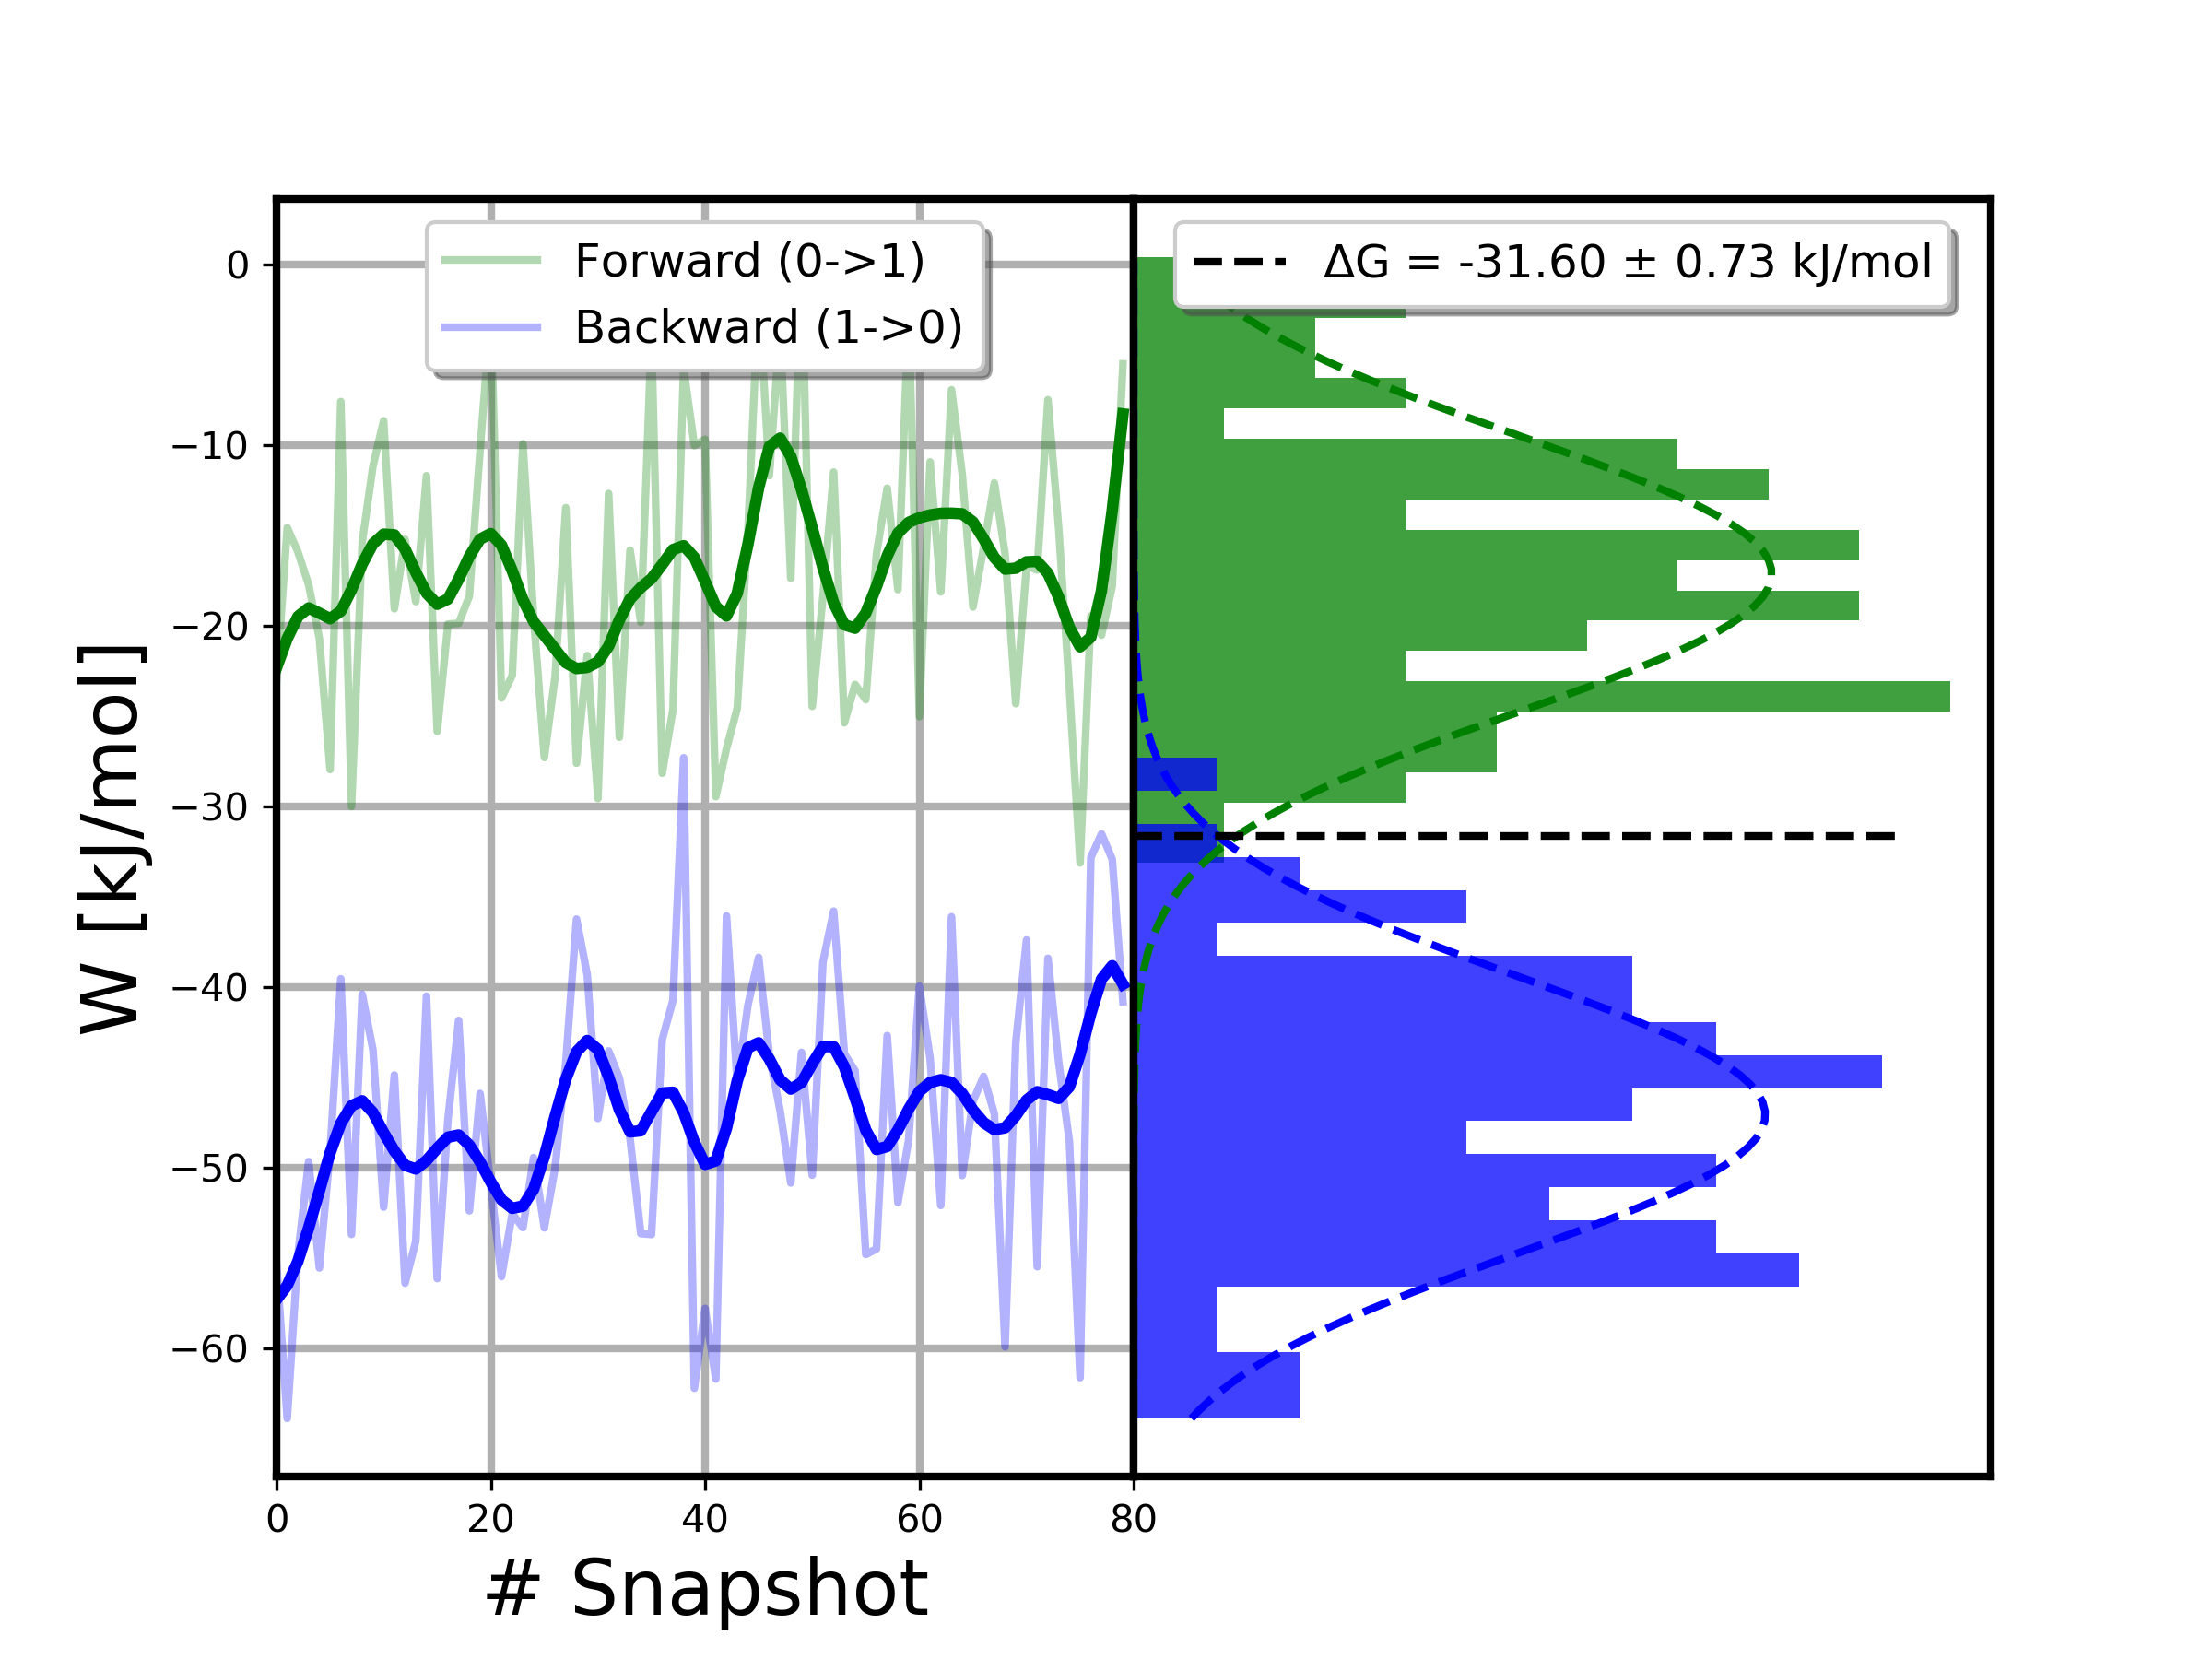 Forward (0->1)
Backward (1->0)
ΔG = -31.60 ± 0.73 kJ/mol
W [kJ/mol]
0
−10
−20
−30
−40
−50
−60
0 20 40 60 80
# Snapshot